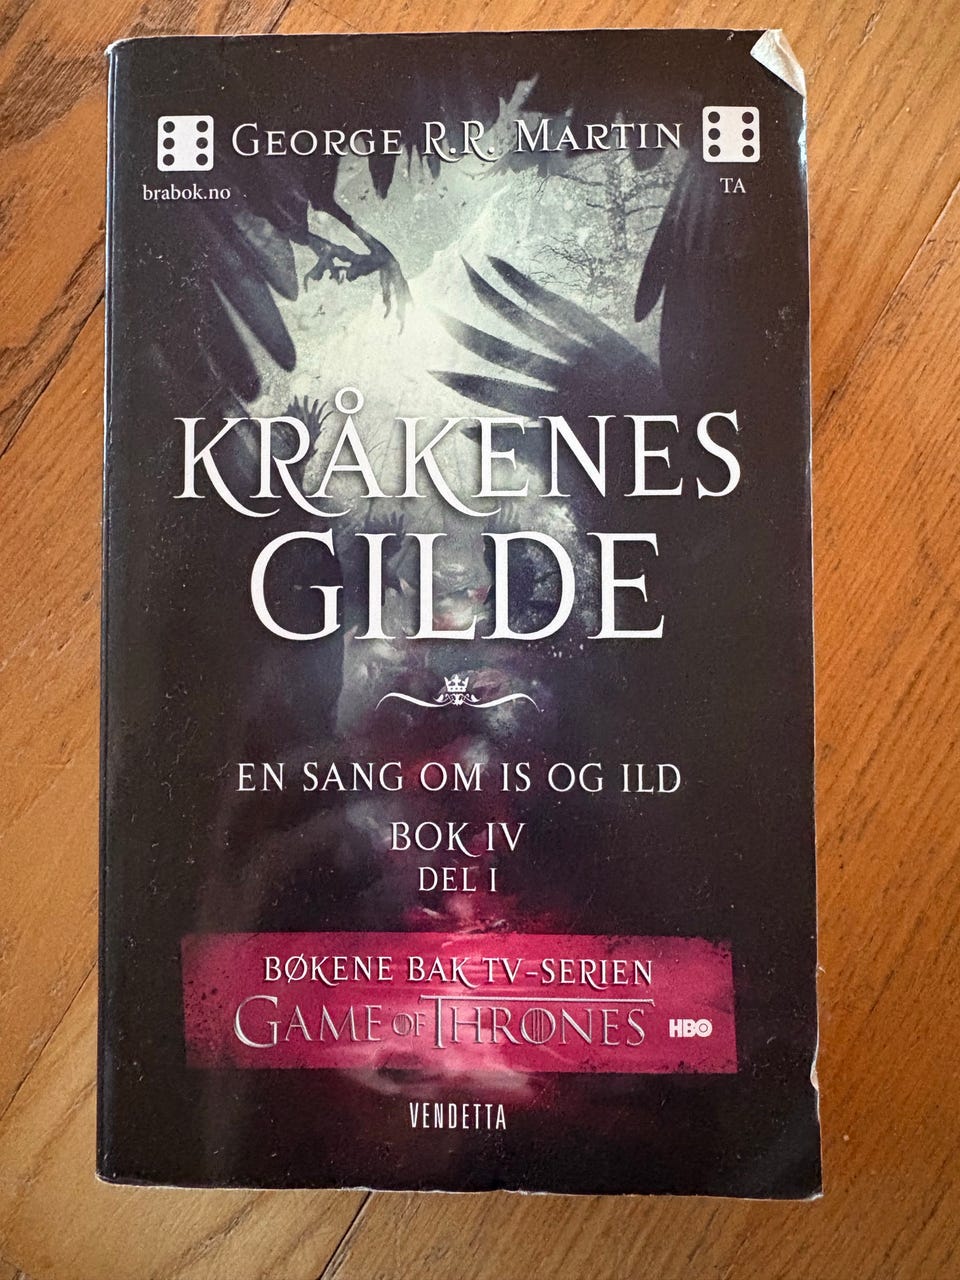 GEORGE R.R. MARTIN
brabok.no
TA
KRÅKENES
GILDE
EN SANG OM IS OG ILD
BOK IV
DEL I
BØKENE BAK TV-SERIEN
GAME OF THRONES HBO
VENDETTA